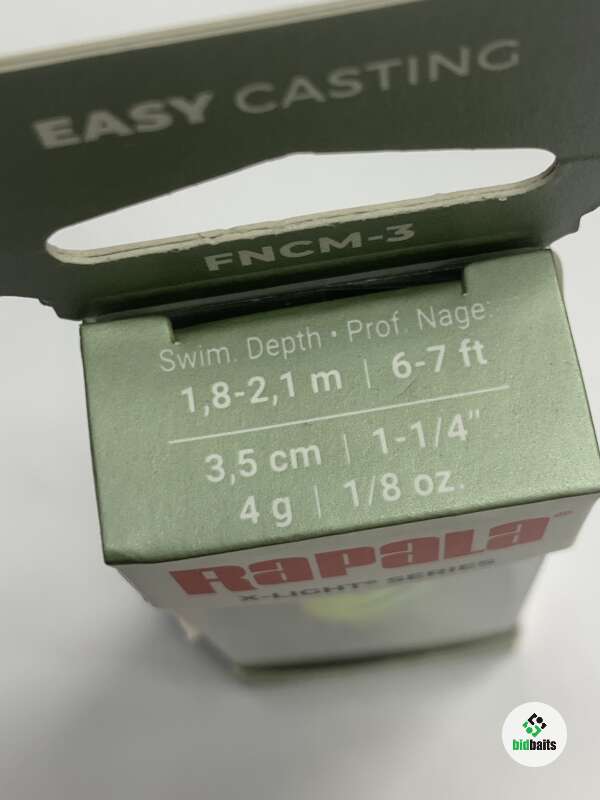 EASY CASTING
FNCM-3
Swim. Depth • Prof. Nage:
1,8-2,1 m | 6-7 ft
3,5 cm | 1-1/4"
4 g | 1/8 oz.
RAPALA®
X-LIGHT® SERIES
bidbaits